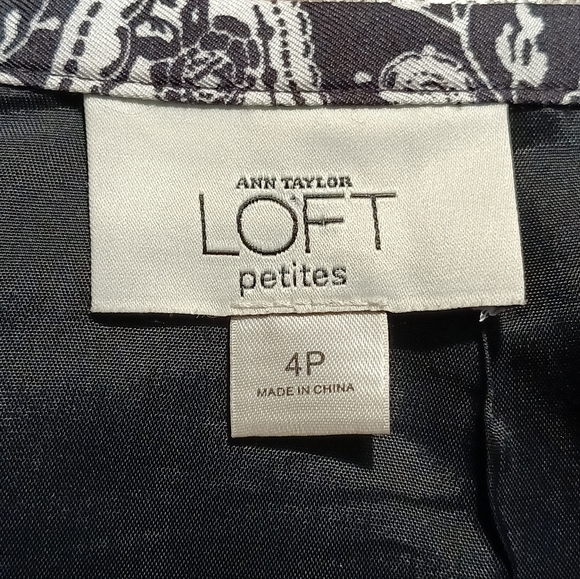 ANN TAYLOR
LOFT
petites
4P
MADE IN CHINA